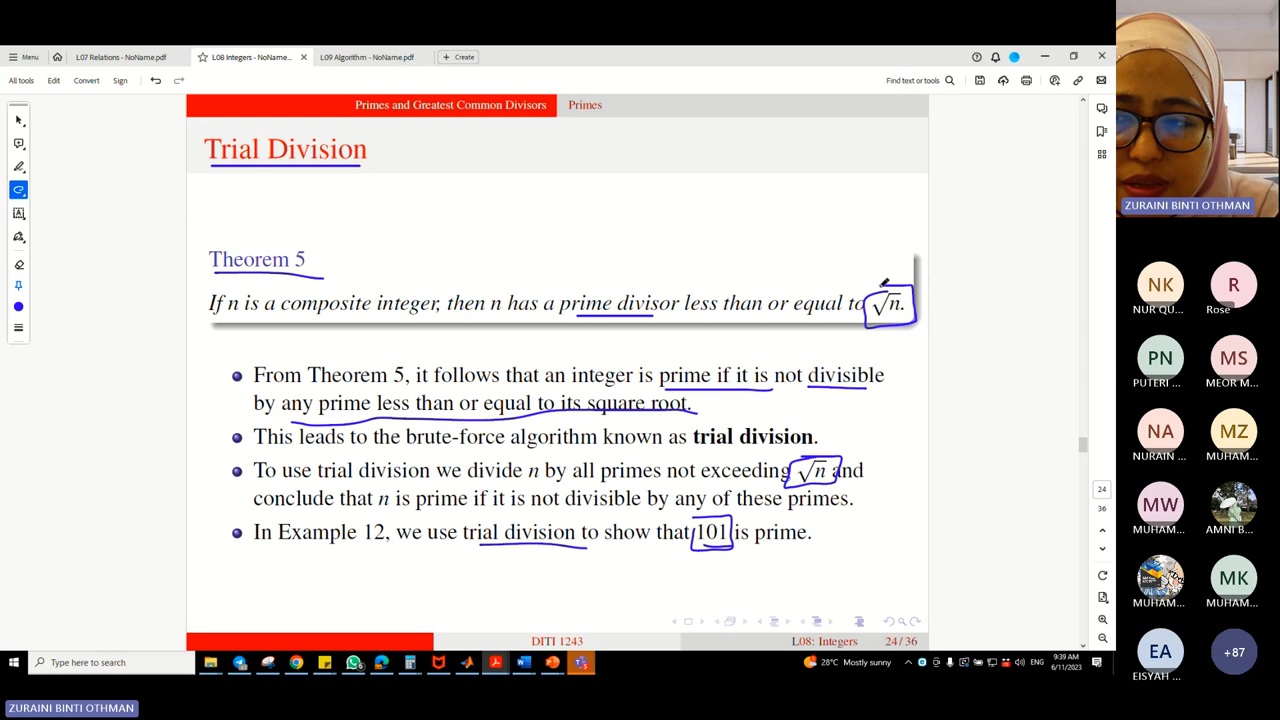 Menu
L07 Relations - NoName.pdf
L08 Integers - NoName...
L09 Algorithm - NoName.pdf
+ Create
All tools
Edit
Convert
Sign
Find text or tools
Primes and Greatest Common Divisors
Primes
Trial Division
Theorem 5
If n is a composite integer, then n has a prime divisor less than or equal to √n.
From Theorem 5, it follows that an integer is prime if it is not divisible
by any prime less than or equal to its square root.
This leads to the brute-force algorithm known as trial division.
To use trial division we divide n by all primes not exceeding √n and
conclude that n is prime if it is not divisible by any of these primes.
In Example 12, we use trial division to show that 101 is prime.
DITI 1243
L08: Integers
24 / 36
24
36
Type here to search
28°C Mostly sunny
ENG
9:39 AM
6/11/2023
ZURAINI BINTI OTHMAN
NK
NUR QU...
R
Rose
PN
PUTERI ...
MS
MEOR M...
NA
NURAIN ...
MZ
MUHAM...
MW
MUHAM...
AMNI B...
MUHAM...
MK
MUHAM...
EA
EISYAH ...
+87
ZURAINI BINTI OTHMAN